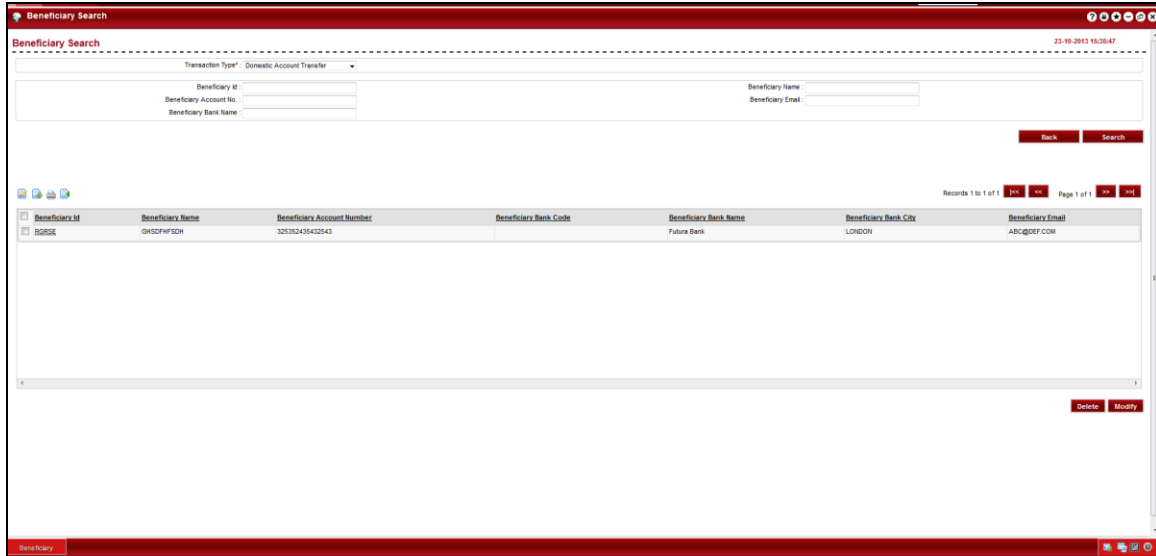 Beneficiary Search
Beneficiary Search
23-10-2013 15:35:47
Transaction Type* : Domestic Account Transfer
Beneficiary Id : Beneficiary Name :
Beneficiary Account No. : Beneficiary Email :
Beneficiary Bank Name :
Back Search
Records 1 to 1 of 1 |<< << Page 1 of 1 >> >>|
Beneficiary Id Beneficiary Name Beneficiary Account Number Beneficiary Bank Code Beneficiary Bank Name Beneficiary Bank City Beneficiary Email
RGRSE GHSDFHFSDH 325352435432543 Futura Bank LONDON ABC@DEF.COM
Delete Modify
Beneficiary